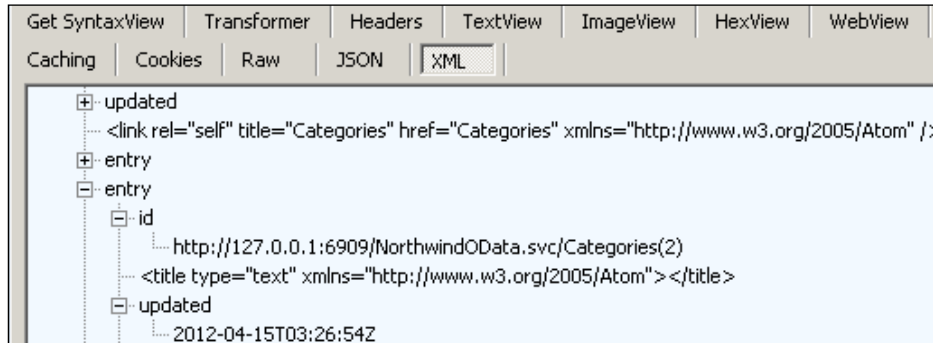 Get SyntaxView Transformer Headers TextView ImageView HexView WebView
Caching Cookies Raw JSON XML
updated
<link rel="self" title="Categories" href="Categories" xmlns="http://www.w3.org/2005/Atom" />
entry
entry
id
http://127.0.0.1:6909/NorthwindOData.svc/Categories(2)
<title type="text" xmlns="http://www.w3.org/2005/Atom"></title>
updated
2012-04-15T03:26:54Z